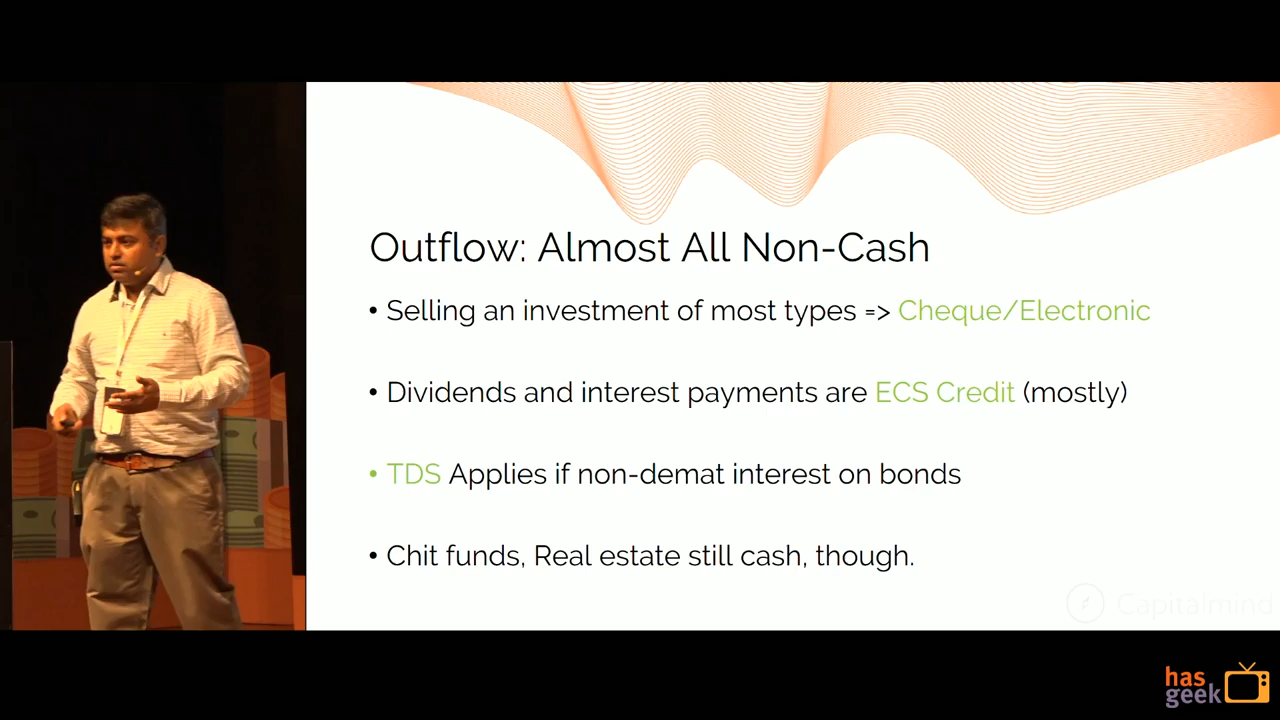 Outflow: Almost All Non-Cash
• Selling an investment of most types => Cheque/Electronic
• Dividends and interest payments are ECS Credit (mostly)
• TDS Applies if non-demat interest on bonds
• Chit funds, Real estate still cash, though.
Capitalmind
has
geek